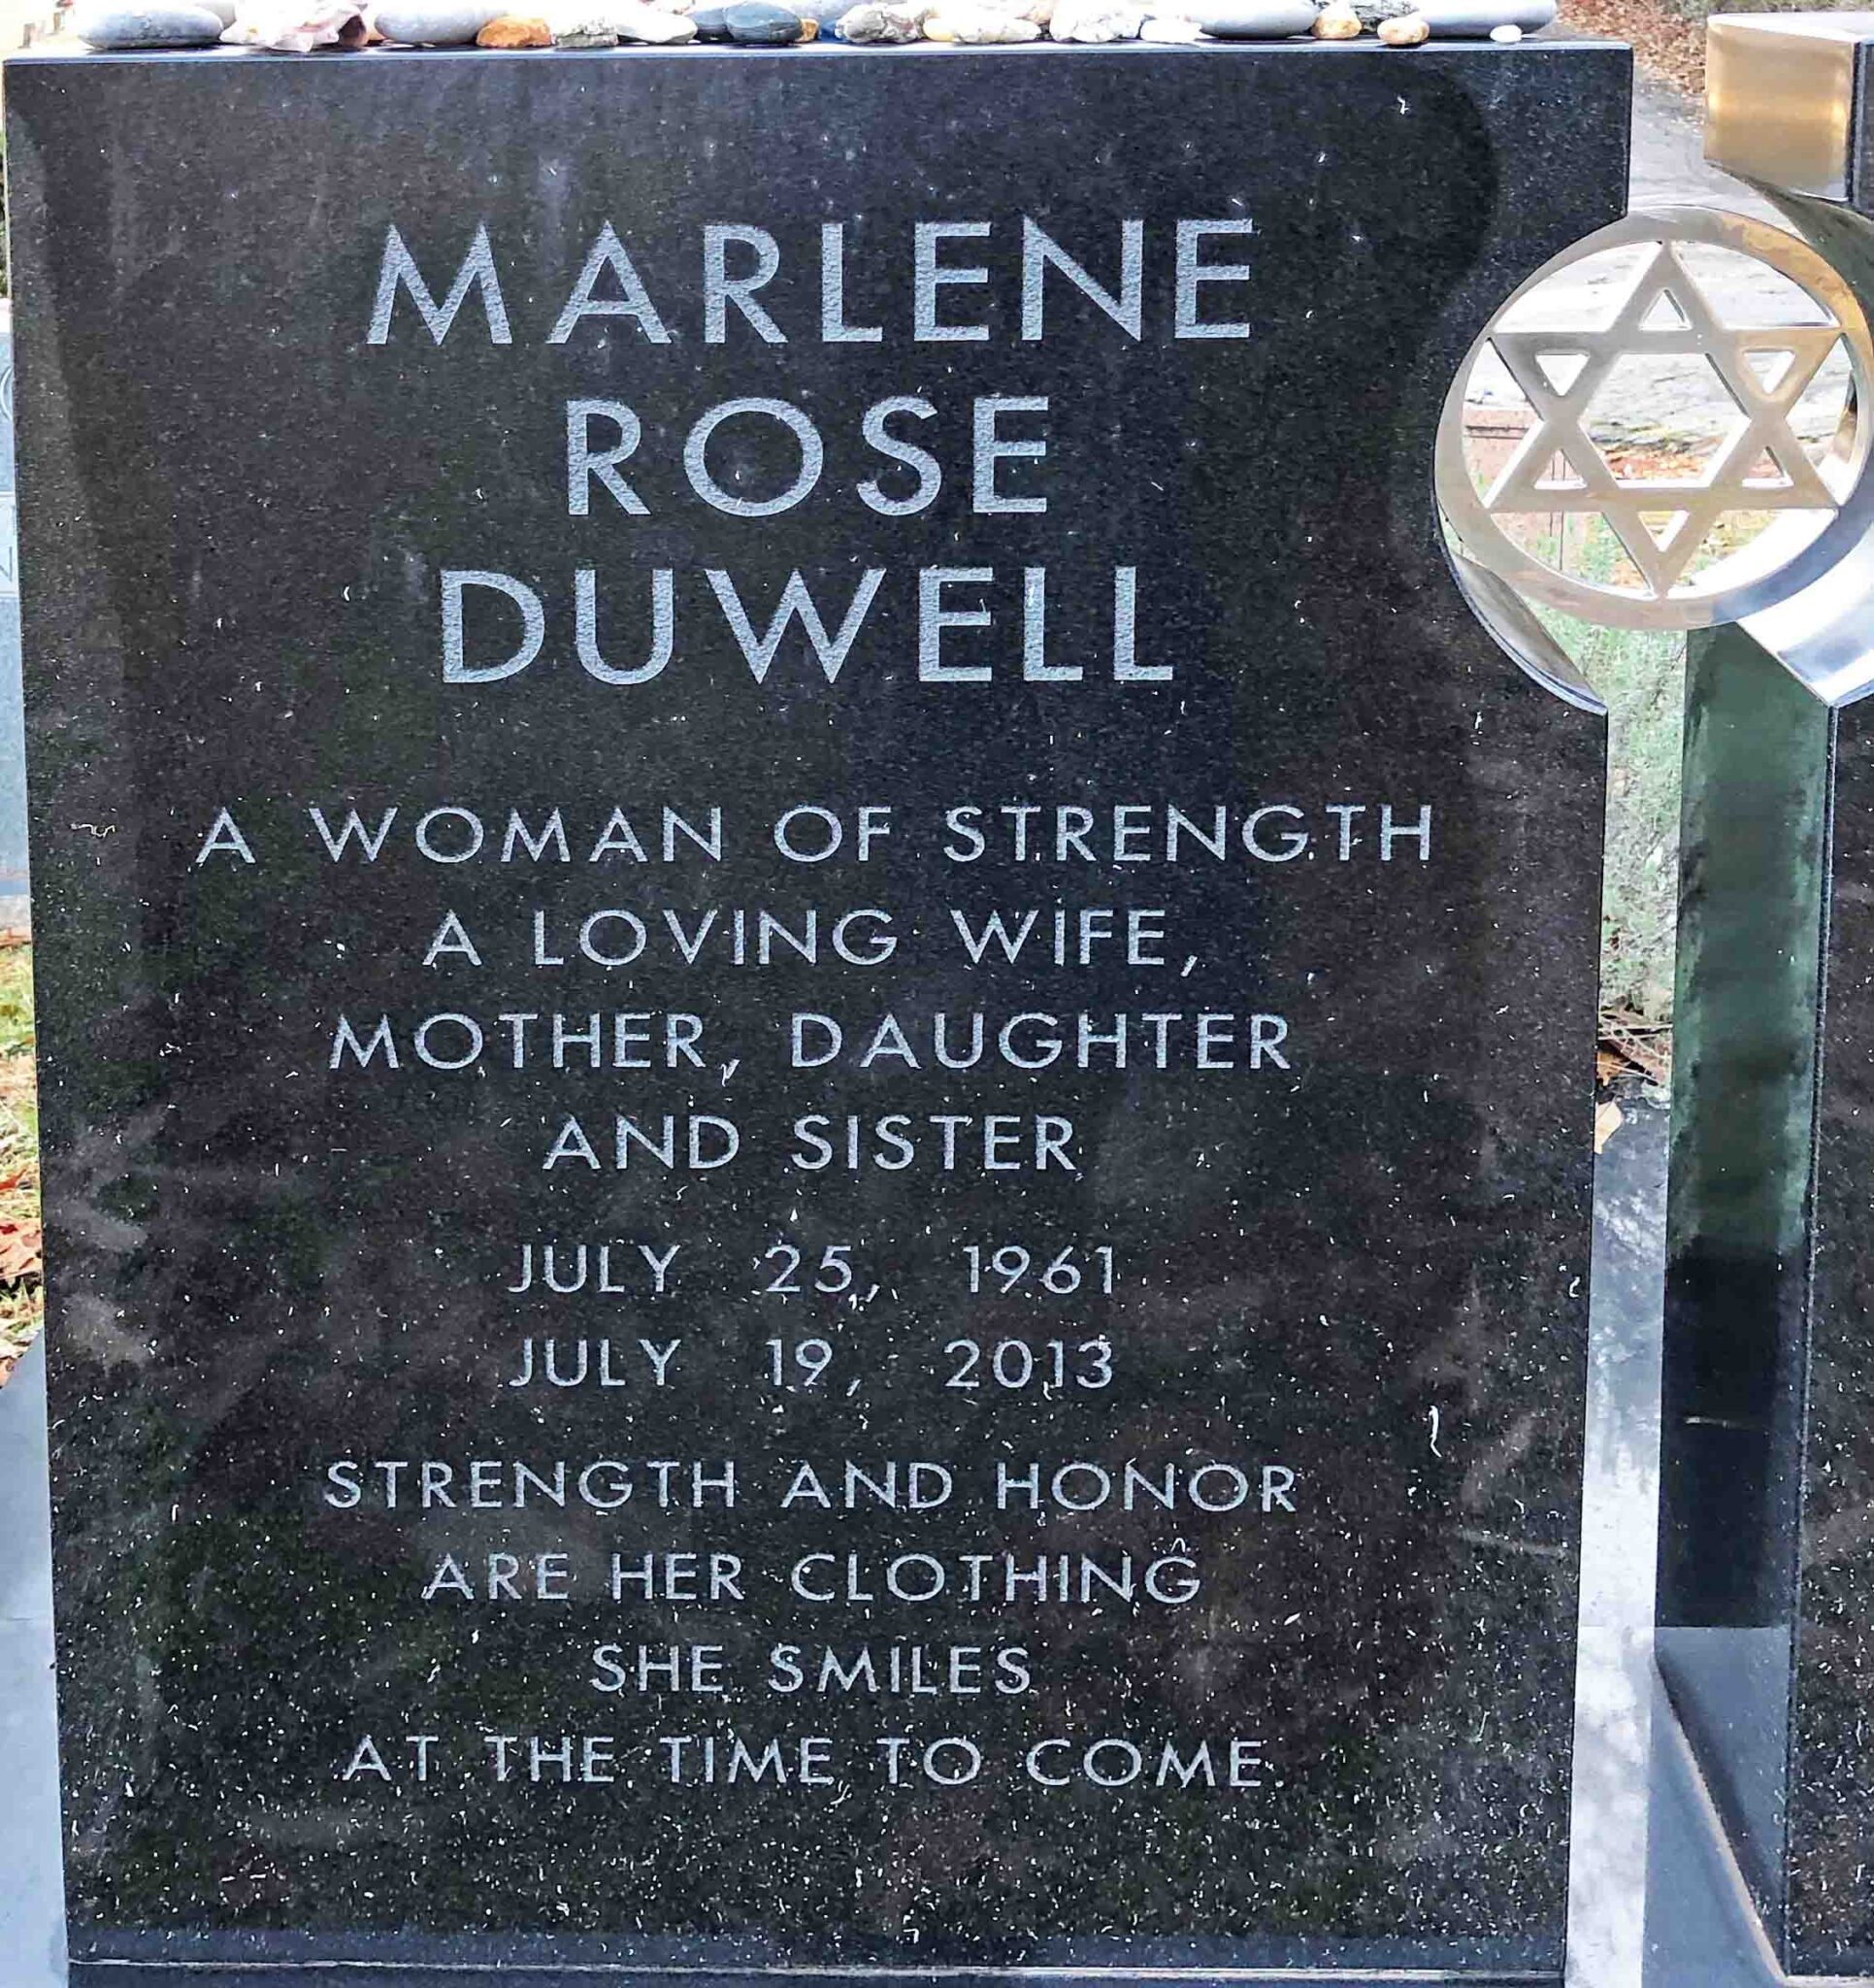 MARLENE
ROSE
DUWELL
A WOMAN OF STRENGTH
A LOVING WIFE,
MOTHER, DAUGHTER
AND SISTER
JULY 25, 1961
JULY 19, 2013
STRENGTH AND HONOR
ARE HER CLOTHING
SHE SMILES
AT THE TIME TO COME.